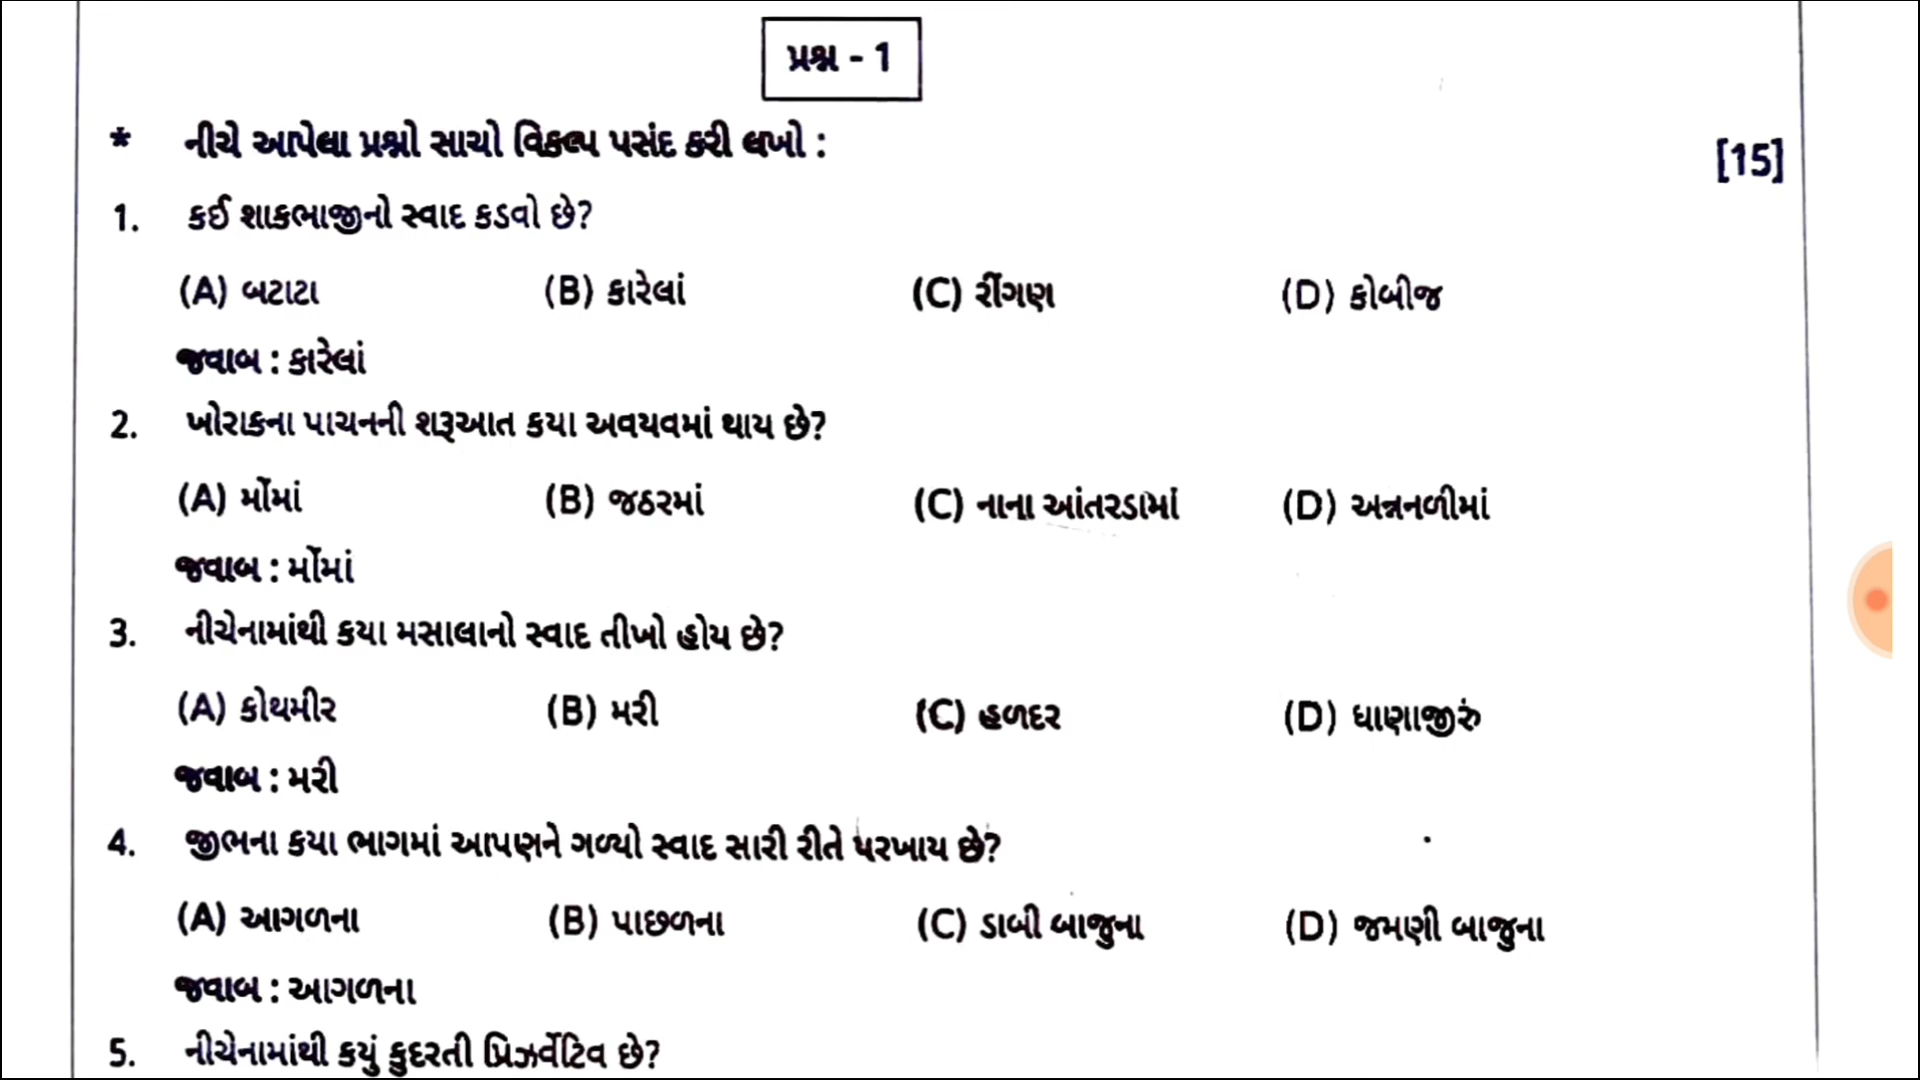 પ્રશ્ન - 1
* નીચે આપેલા પ્રશ્નો સાચો વિકલ્પ પસંદ કરી લખો : [15]
1. કઈ શાકભાજીનો સ્વાદ કડવો છે?
(A) બટાટા (B) કારેલાં (C) રીંગણ (D) કોબીજ
જવાબ : કારેલાં
2. ખોરાકના પાચનની શરૂઆત કયા અવયવમાં થાય છે?
(A) મોંમાં (B) જઠરમાં (C) નાના આંતરડામાં (D) અન્નનળીમાં
જવાબ : મોંમાં
3. નીચેનામાંથી કયા મસાલાનો સ્વાદ તીખો હોય છે?
(A) કોથમીર (B) મરી (C) હળદર (D) ધાણાજીરું
જવાબ : મરી
4. જીભના કયા ભાગમાં આપણને ગળ્યો સ્વાદ સારી રીતે પરખાય છે?
(A) આગળના (B) પાછળના (C) ડાબી બાજુના (D) જમણી બાજુના
જવાબ : આગળના
5. નીચેનામાંથી કયું કુદરતી પ્રિઝર્વેટિવ છે?